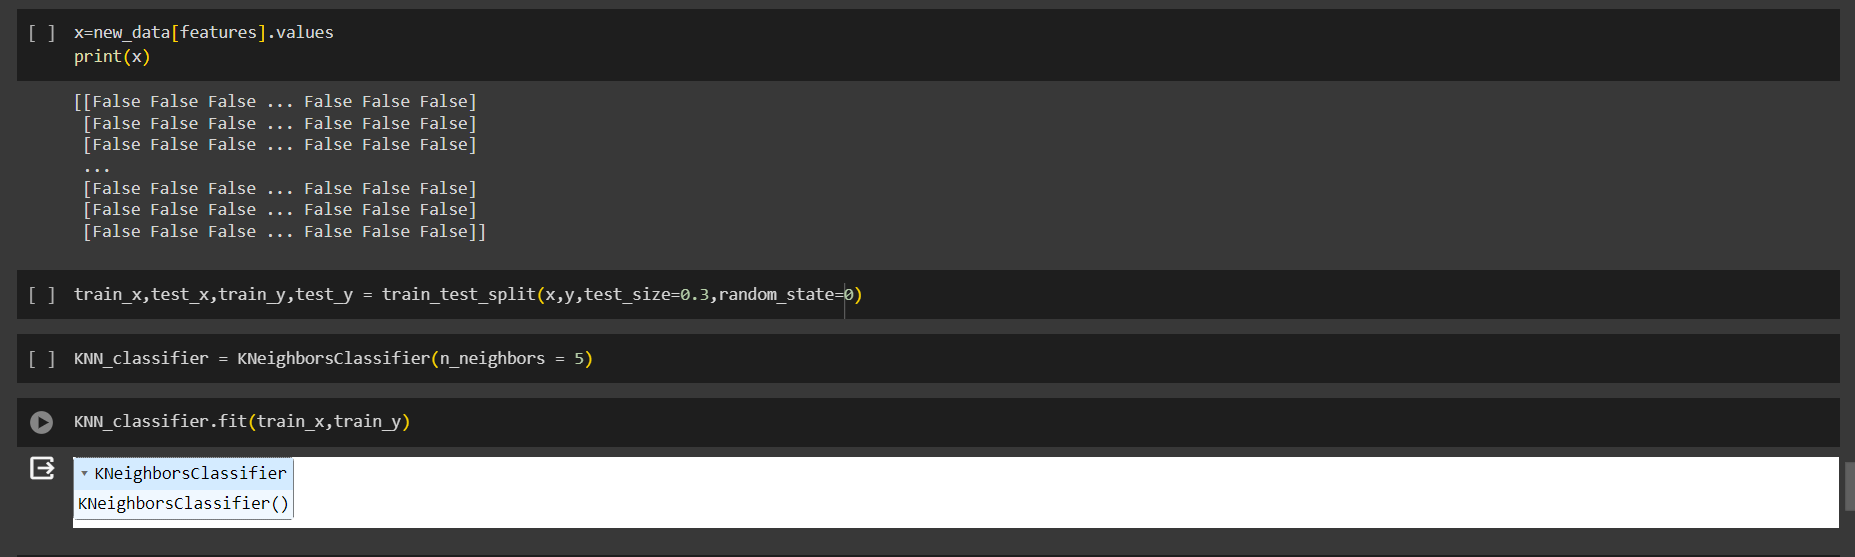 [ ] x=new_data[features].values
print(x)
[[False False False ... False False False]
[False False False ... False False False]
[False False False ... False False False]
...
[False False False ... False False False]
[False False False ... False False False]
[False False False ... False False False]]
[ ] train_x,test_x,train_y,test_y = train_test_split(x,y,test_size=0.3,random_state=0)
[ ] KNN_classifier = KNeighborsClassifier(n_neighbors = 5)
KNN_classifier.fit(train_x,train_y)
KNeighborsClassifier
KNeighborsClassifier()